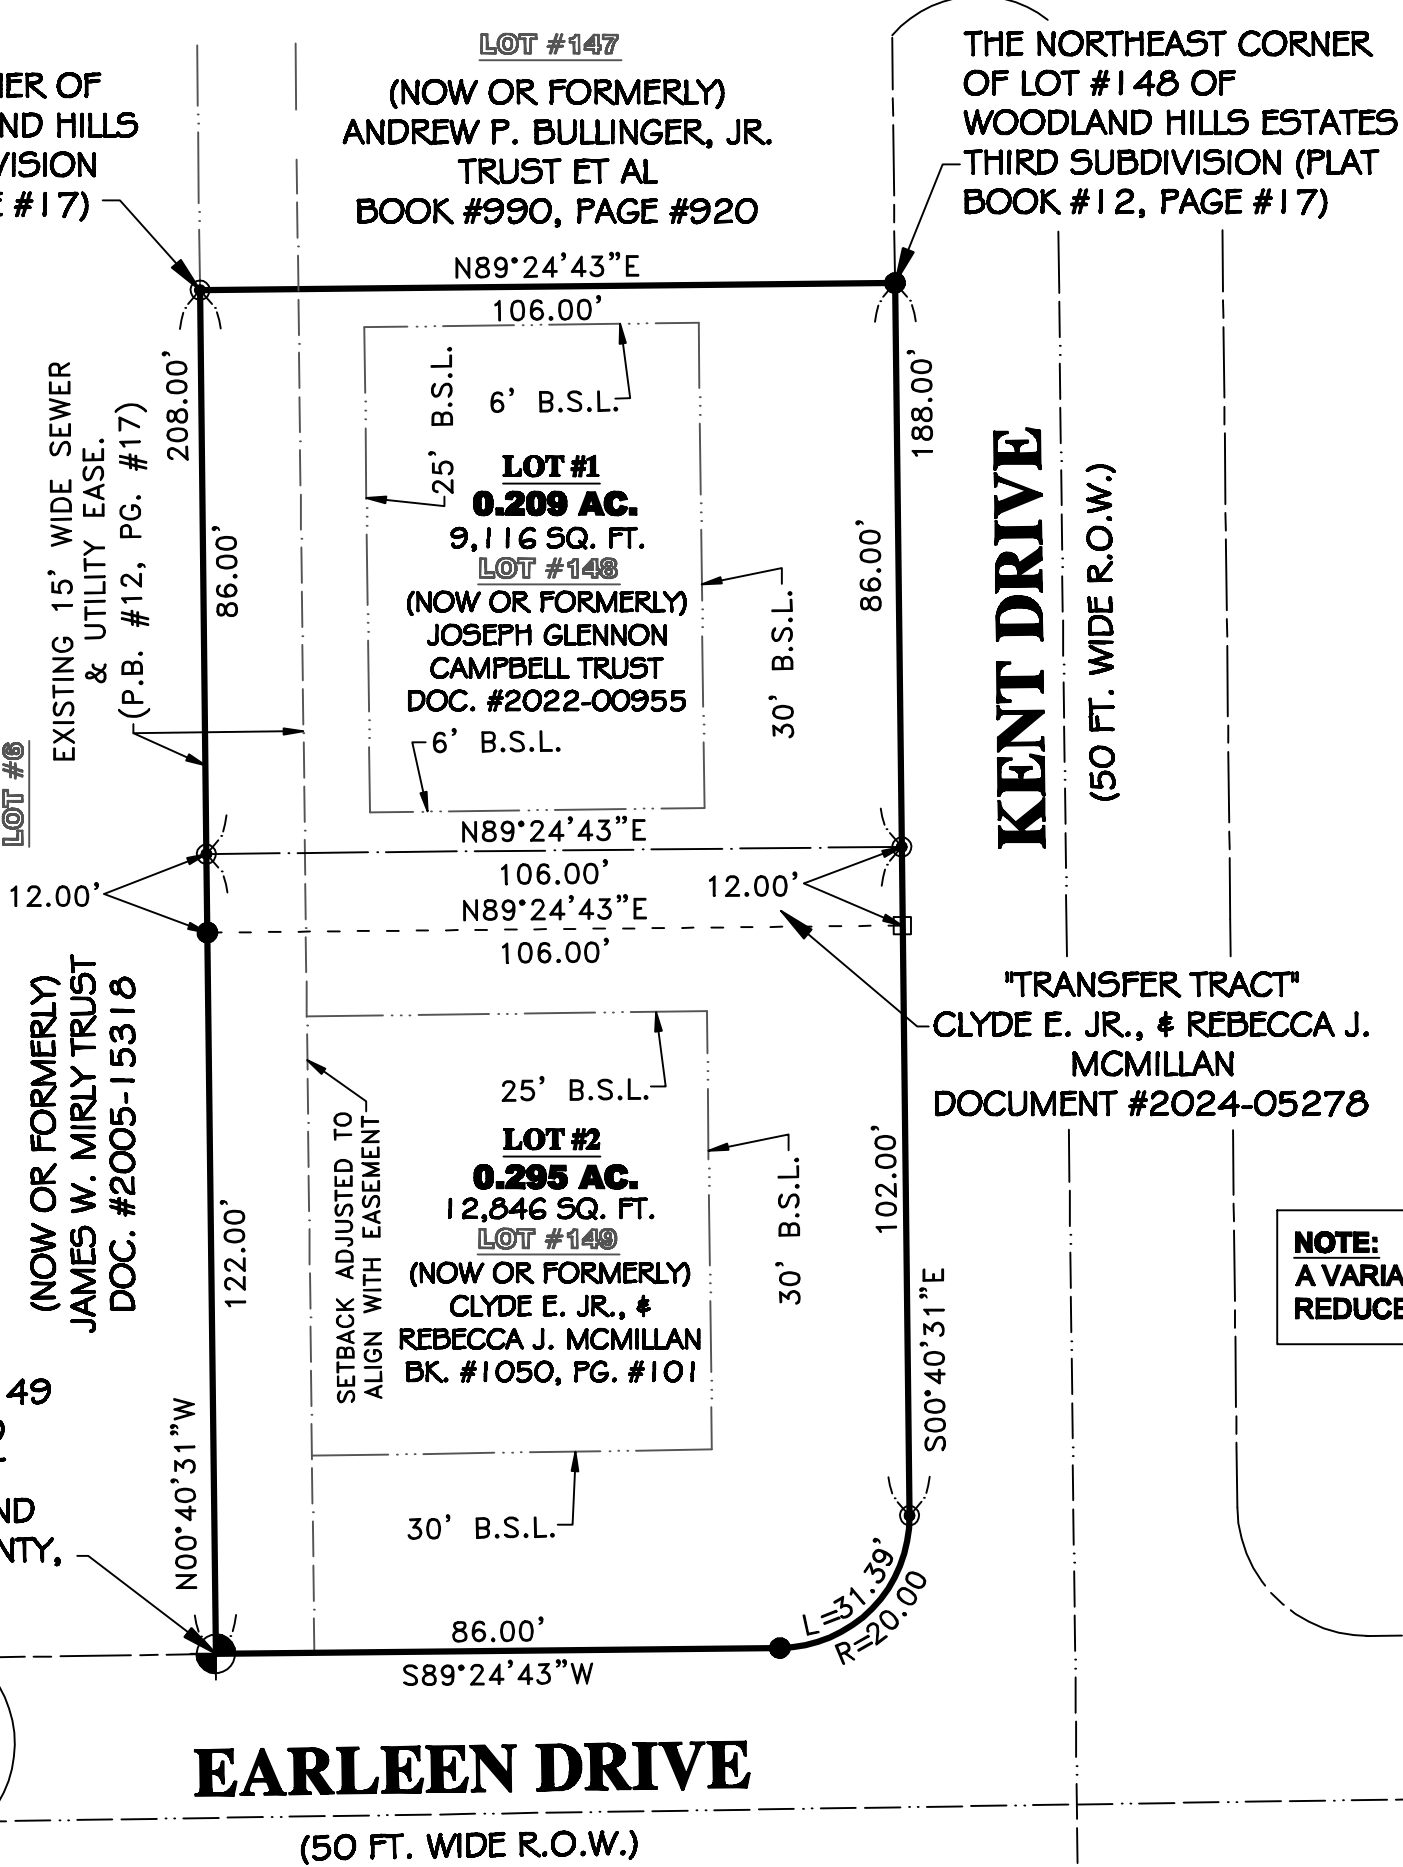 LOT #147
(NOW OR FORMERLY)
ANDREW P. BULLINGER, JR.
TRUST ET AL
BOOK #990, PAGE #920
THE NORTHEAST CORNER
OF LOT #148 OF
WOODLAND HILLS ESTATES
THIRD SUBDIVISION (PLAT
BOOK #12, PAGE #17)
OF
HILLS
#17)
N89°24'43"E
106.00'
208.00'
188.00'
EXISTING 15' WIDE SEWER
& UTILITY EASE.
(P.B. #12, PG. #17)
25' B.S.L.
6' B.S.L.
LOT #1
0.209 AC.
9,116 SQ. FT.
LOT #148
(NOW OR FORMERLY)
JOSEPH GLENNON
CAMPBELL TRUST
DOC. #2022-00955
6' B.S.L.
30' B.S.L.
86.00'
86.00'
KENT DRIVE
(50 FT. WIDE R.O.W.)
LOT #6
N89°24'43"E
106.00'
12.00'
12.00'
N89°24'43"E
106.00'
"TRANSFER TRACT"
CLYDE E. JR., & REBECCA J.
MCMILLAN
DOCUMENT #2024-05278
(NOW OR FORMERLY)
JAMES W. MIRLY TRUST
DOC. #2005-15318
25' B.S.L.
SETBACK ADJUSTED TO
ALIGN WITH EASEMENT
LOT #2
0.295 AC.
12,846 SQ. FT.
LOT #149
(NOW OR FORMERLY)
CLYDE E. JR., &
REBECCA J. MCMILLAN
BK. #1050, PG. #101
30' B.S.L.
102.00'
122.00'
S00°40'31"E
N00°40'31"W
30' B.S.L.
NOTE:
A
49
L=31.39'
R=20.00
86.00'
S89°24'43"W
EARLEEN DRIVE
(50 FT. WIDE R.O.W.)